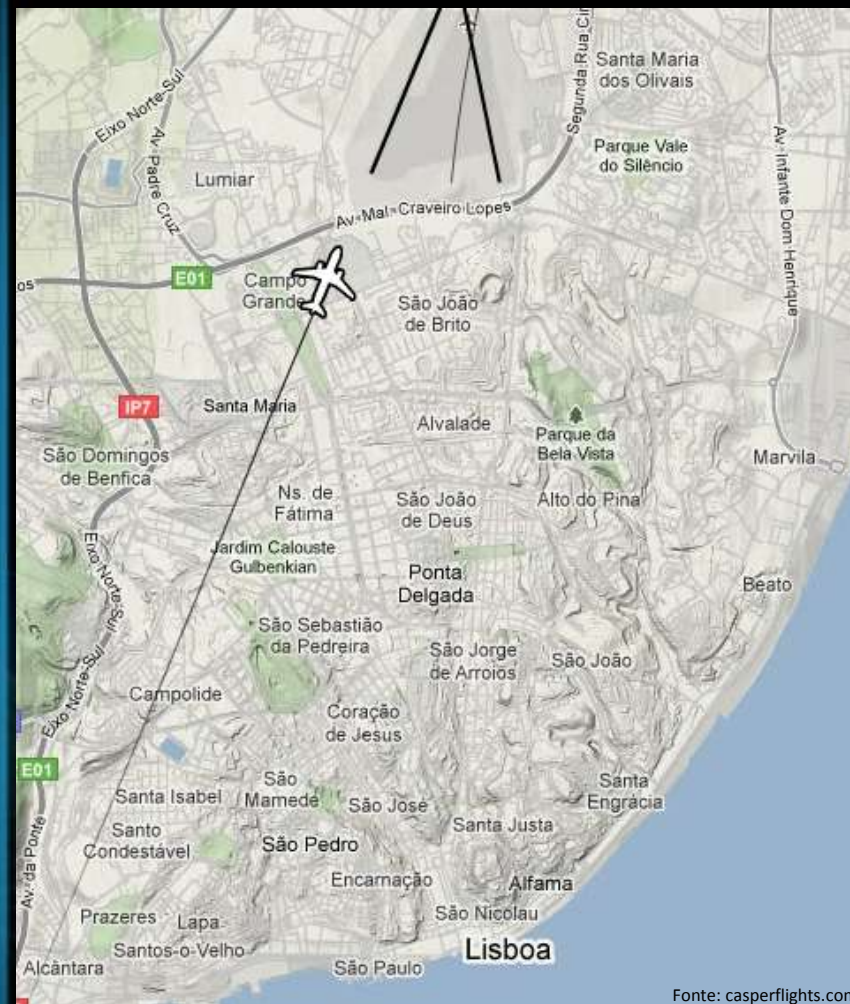 Santa Maria
dos Olivais
Segunda Rua Cir
Eixo Norte-Sul
Av. Padre Cruz
Parque Vale
do Silêncio
Av. Infante Dom Henrique
Lumiar
Av. Mal. Craveiro Lopes
E01
os
Campo
Grande
São João
de Brito
IP7
Santa Maria
Alvalade
Parque da
Bela Vista
São Domingos
de Benfica
Marvila
Ns. de
Fátima
São João
de Deus
Alto do Pina
Eixo Norte-Sul
Jardim Calouste
Gulbenkian
Ponta
Delgada
Beato
São Sebastião
da Pedreira
São Jorge
de Arroios
São João
Eixo Norte-Sul
Campolide
Coração
de Jesus
E01
São
Mamede
Santa
Engrácia
Santa Isabel
São José
Av. da Ponte
Santo
Condestável
Santa Justa
São Pedro
Encarnação
Alfama
Prazeres
Lapa
São Nicolau
Santos-o-Velho
Lisboa
Alcântara
São Paulo
Fonte: casperflights.com